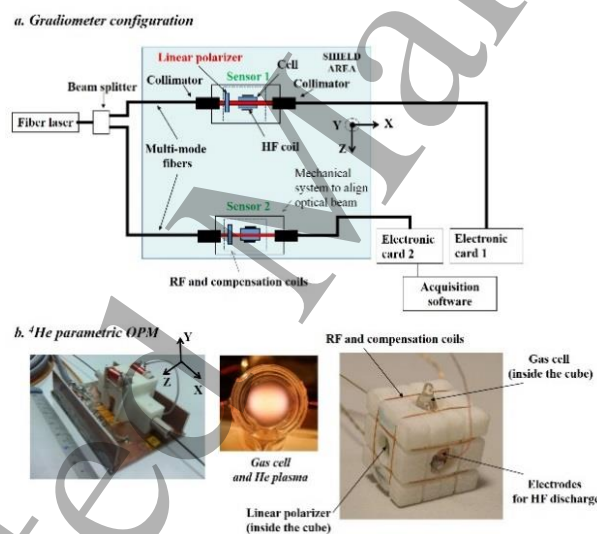 a. Gradiometer configuration
Linear polarizer
Cell
SHIELD
AREA
Sensor 1
Collimator
Collimator
Beam splitter
Fiber laser
HF coil
Y
X
Z
Multi-mode
fibers
Mechanical
system to align
optical beam
Sensor 2
Electronic
card 2
Electronic
card 1
RF and compensation coils
Acquisition
software
b. ⁴He parametric OPM
Y
Z
X
RF and compensation coils
Gas cell
(inside the cube)
Gas cell
and He plasma
Electrodes
for HF discharge
Linear polarizer
(inside the cube)